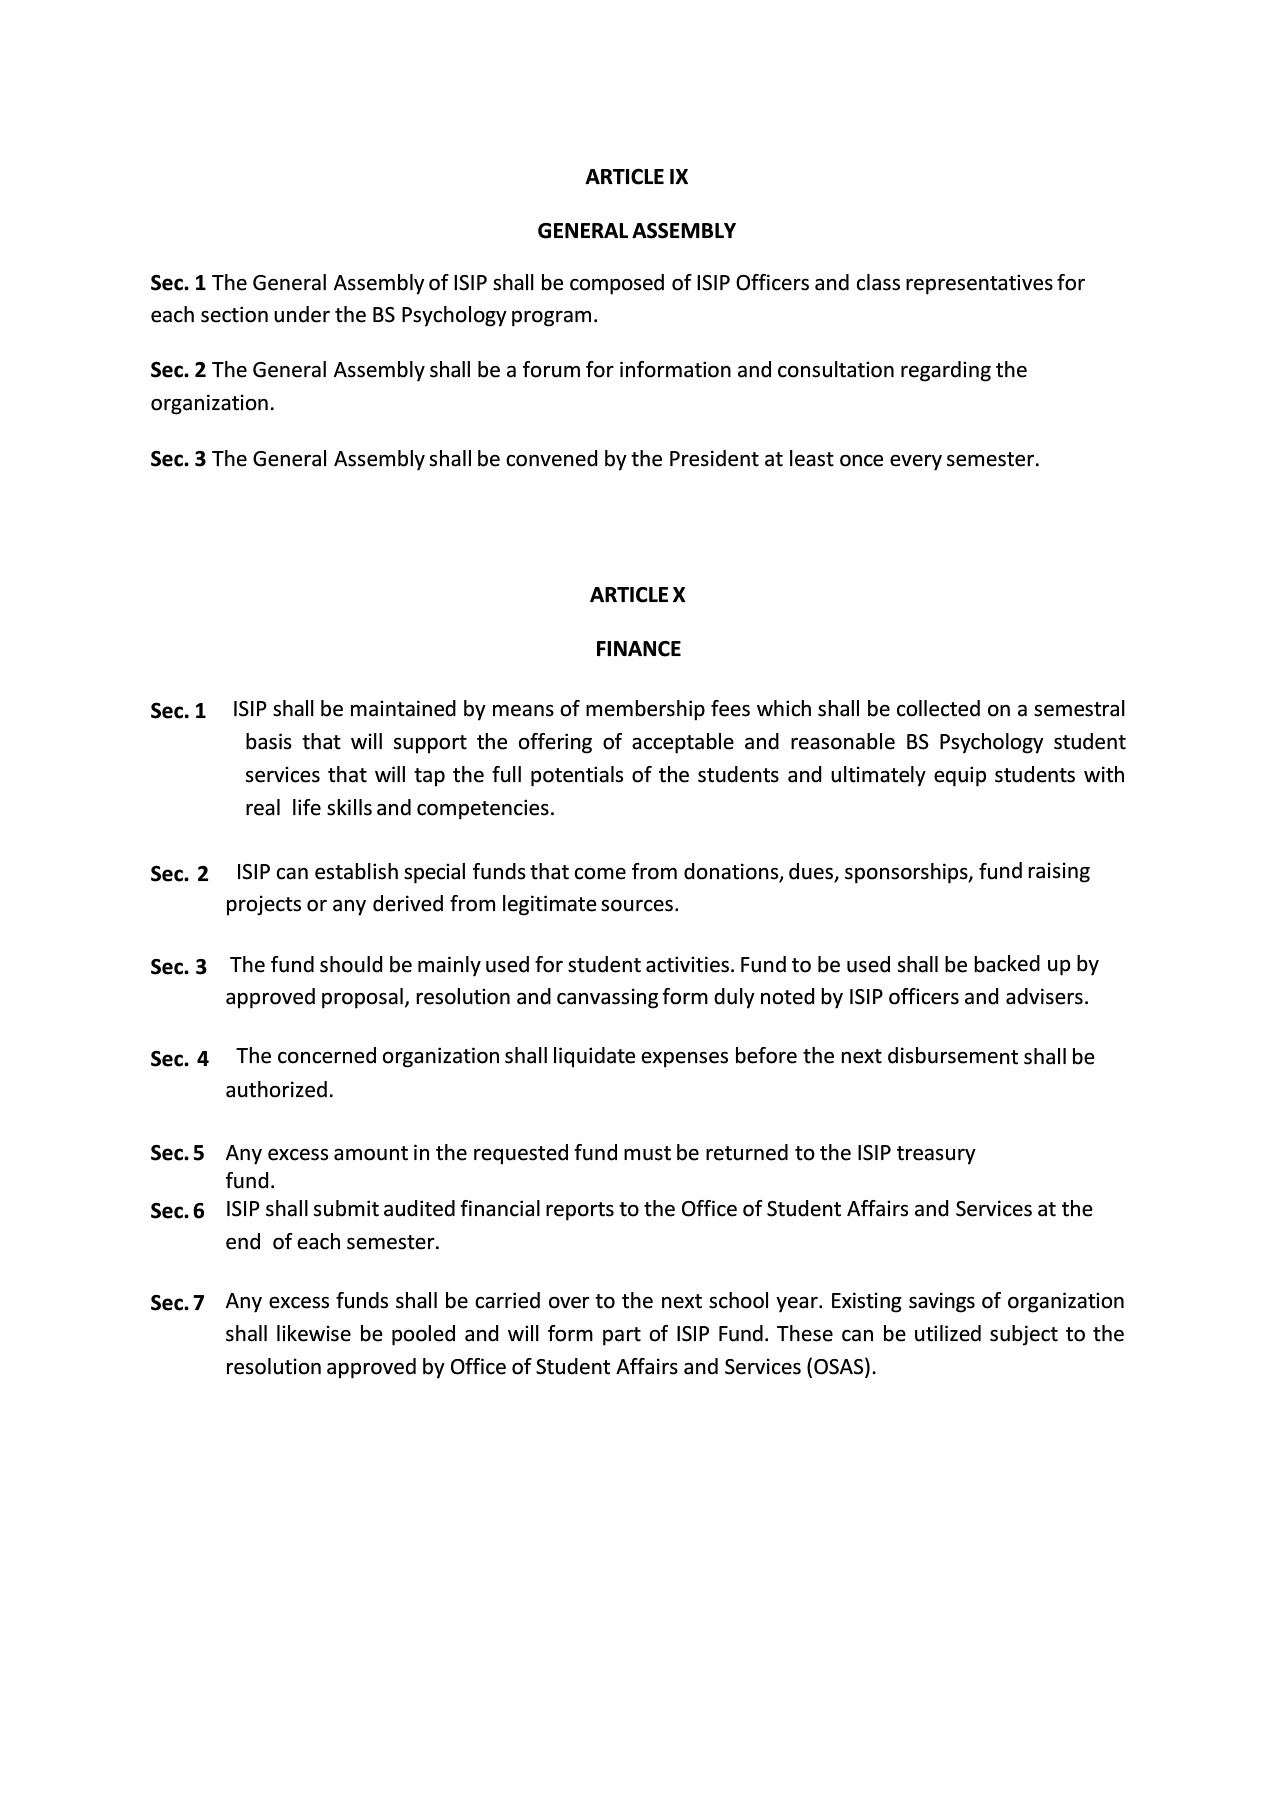 ARTICLE IX
GENERAL ASSEMBLY
Sec. 1 The General Assembly of ISIP shall be composed of ISIP Officers and class representatives for
each section under the BS Psychology program.
Sec. 2 The General Assembly shall be a forum for information and consultation regarding the
organization.
Sec. 3 The General Assembly shall be convened by the President at least once every semester.
ARTICLE X
FINANCE
Sec. 1 ISIP shall be maintained by means of membership fees which shall be collected on a semestral
basis that will support the offering of acceptable and reasonable BS Psychology student
services that will tap the full potentials of the students and ultimately equip students with
real life skills and competencies.
Sec. 2 ISIP can establish special funds that come from donations, dues, sponsorships, fund raising
projects or any derived from legitimate sources.
Sec. 3 The fund should be mainly used for student activities. Fund to be used shall be backed up by
approved proposal, resolution and canvassing form duly noted by ISIP officers and advisers.
Sec. 4 The concerned organization shall liquidate expenses before the next disbursement shall be
authorized.
Sec. 5 Any excess amount in the requested fund must be returned to the ISIP treasury
fund.
Sec. 6 ISIP shall submit audited financial reports to the Office of Student Affairs and Services at the
end of each semester.
Sec. 7 Any excess funds shall be carried over to the next school year. Existing savings of organization
shall likewise be pooled and will form part of ISIP Fund. These can be utilized subject to the
resolution approved by Office of Student Affairs and Services (OSAS).